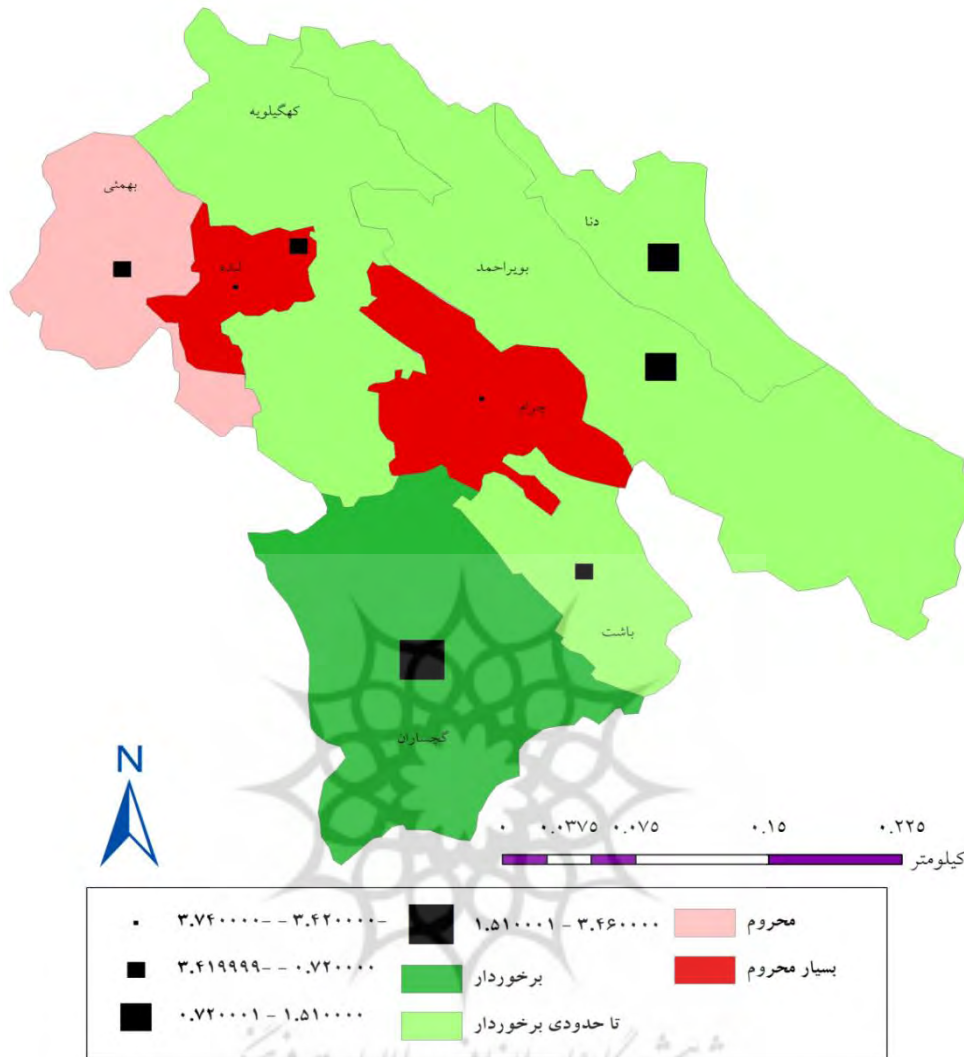 کهگیلویه
بهمئی
دنا
لنده
بویراحمد
چرام
باشت
گچساران
N
۰ ۰.۰۳۷۵ ۰.۰۷۵ ۰.۱۵ ۰.۲۲۵
کیلومتر
۳.۷۴۰۰۰۰- - ۳.۴۲۰۰۰۰-
۱.۵۱۰۰۰۱ - ۳.۴۶۰۰۰۰
محروم
۳.۴۱۹۹۹۹- - ۰.۷۲۰۰۰۰
برخوردار
بسیار محروم
۰.۷۲۰۰۰۱ - ۱.۵۱۰۰۰۰
تا حدودی برخوردار